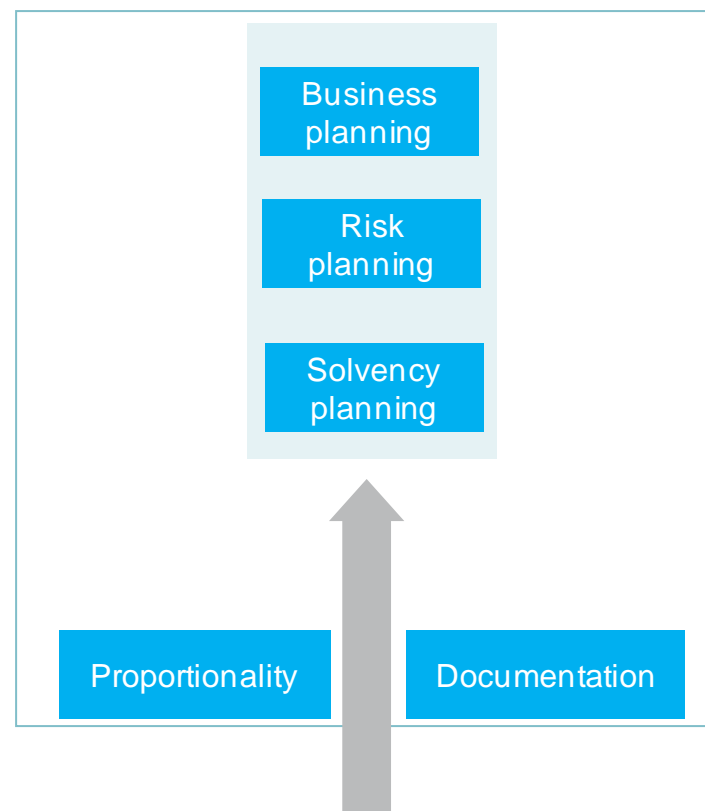 Business
planning
Risk
planning
Solvency
planning
Proportionality
Documentation